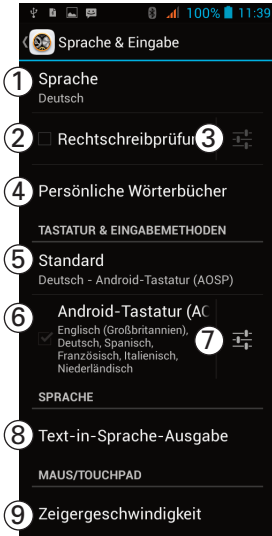 100% 11:39
Sprache & Eingabe
1 Sprache
Deutsch
2 Rechtschreibprüfu 3
4 Persönliche Wörterbücher
TASTATUR & EINGABEMETHODEN
5 Standard
Deutsch - Android-Tastatur (AOSP)
6 Android-Tastatur (AO
Englisch (Großbritannien),
Deutsch, Spanisch, 7
Französisch, Italienisch,
Niederländisch
SPRACHE
8 Text-in-Sprache-Ausgabe
MAUS/TOUCHPAD
9 Zeigergeschwindigkeit